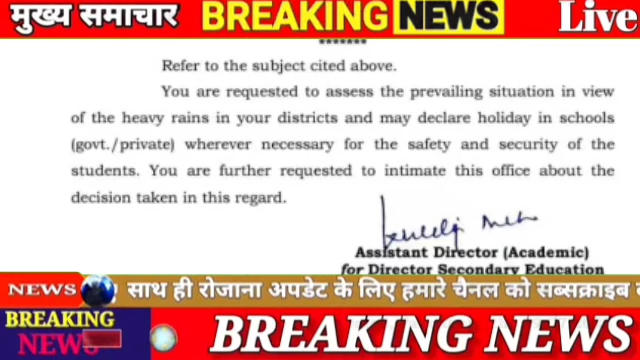 मुख्य समाचार BREAKING NEWS Live
*******
Refer to the subject cited above.
You are requested to assess the prevailing situation in view
of the heavy rains in your districts and may declare holiday in schools
(govt./private) wherever necessary for the safety and security of the
students. You are further requested to intimate this office about the
decision taken in this regard.
Assistant Director (Academic)
for Director Secondary Education
NEWS साथ ही रोजाना अपडेट के लिए हमारे चैनल को सब्सक्राइब
BREAKING
NEWS
BREAKING NEWS